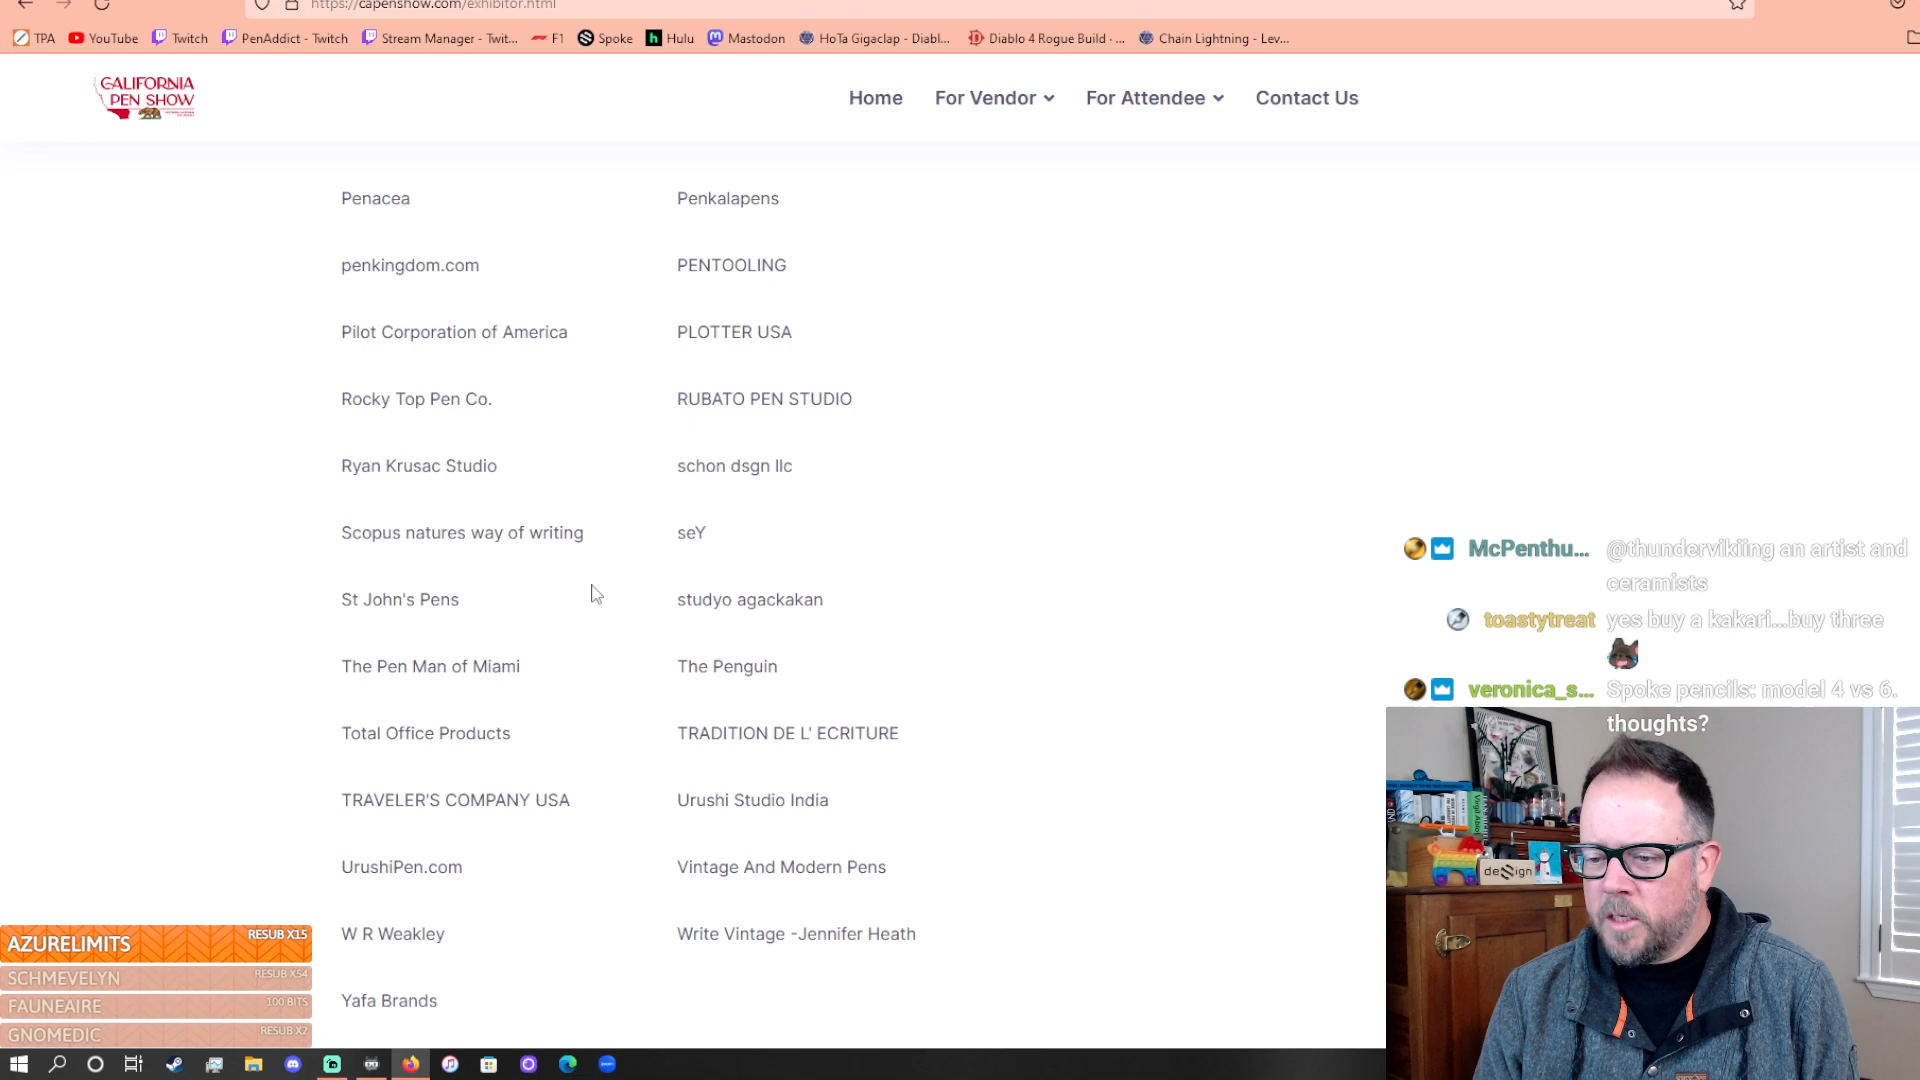 https://capenshow.com/exhibitor.html
TPA YouTube Twitch PenAddict - Twitch Stream Manager - Twit... F1 Spoke Hulu Mastodon HoTa Gigaclap - Diabl... Diablo 4 Rogue Build · ... Chain Lightning - Lev...
CALIFORNIA
PEN SHOW
Home For Vendor For Attendee Contact Us
Penacea Penkalapens
penkingdom.com PENTOOLING
Pilot Corporation of America PLOTTER USA
Rocky Top Pen Co. RUBATO PEN STUDIO
Ryan Krusac Studio schon dsgn llc
Scopus natures way of writing seY
St John's Pens studyo agackakan
The Pen Man of Miami The Penguin
Total Office Products TRADITION DE L' ECRITURE
TRAVELER'S COMPANY USA Urushi Studio India
UrushiPen.com Vintage And Modern Pens
W R Weakley Write Vintage -Jennifer Heath
Yafa Brands
McPenthu... @thundervikiing an artist and
ceramists
toastytreat yes buy a kakari...buy three
veronica_s... Spoke pencils: model 4 vs 6.
thoughts?
AZURELIMITS RESUB X15
SCHMEVELYN RESUB X54
FAUNEAIRE 100 BITS
GNOMEDIC RESUB X2